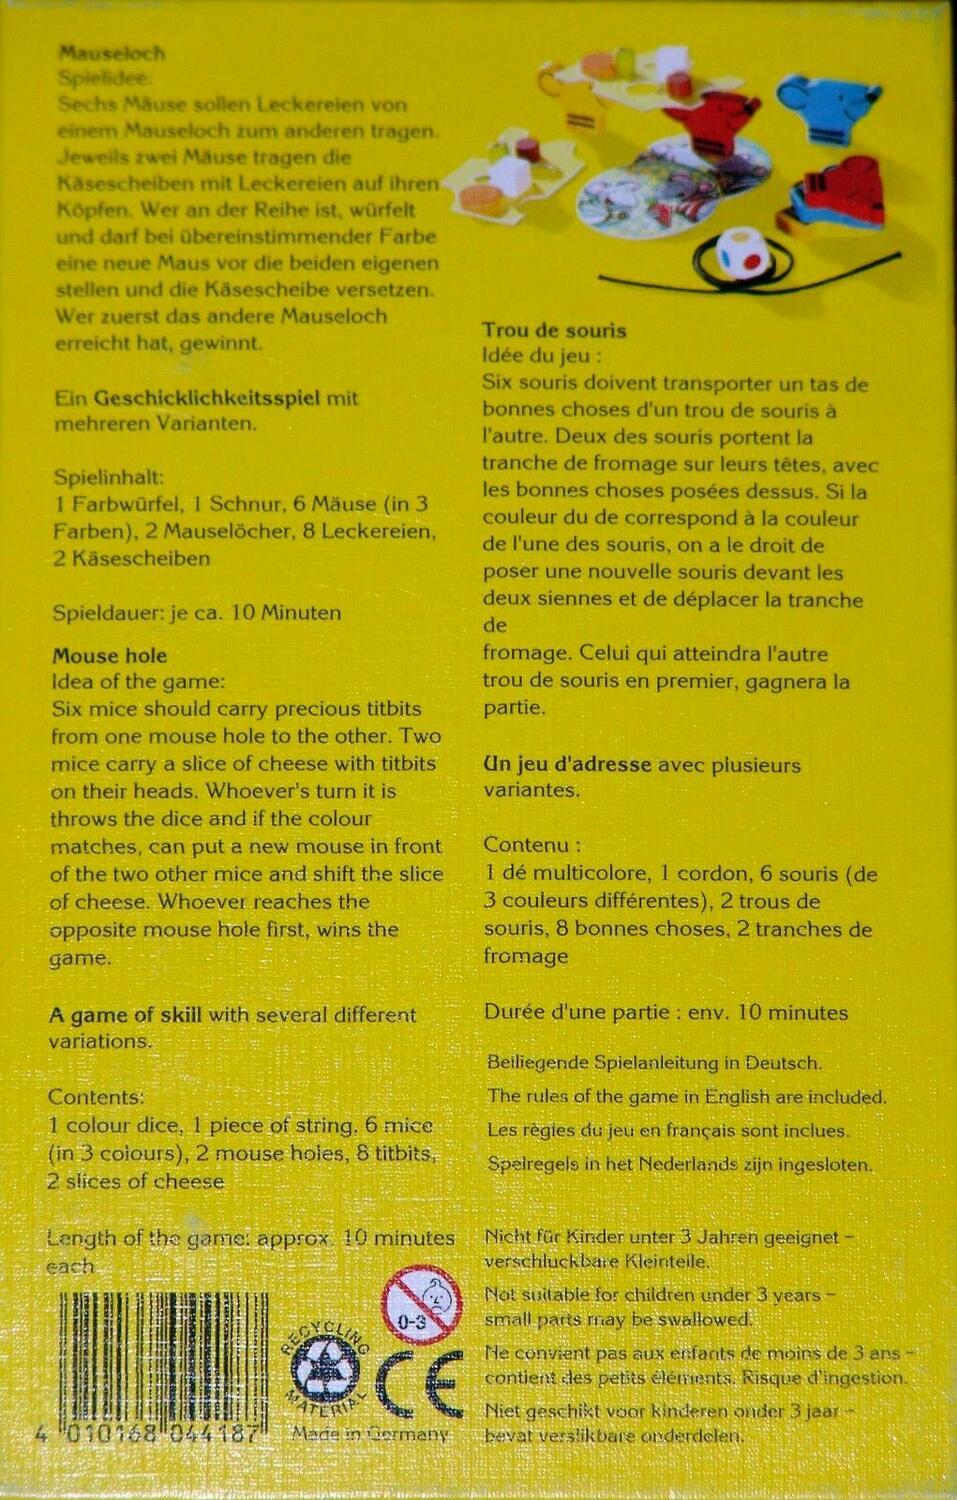 Mauseloch
Spielidee:
Sechs Mäuse sollen Leckereien von
einem Mauseloch zum anderen tragen.
Jeweils zwei Mäuse tragen die
Käsescheiben mit Leckereien auf ihren
Köpfen. Wer an der Reihe ist, würfelt
und darf bei übereinstimmender Farbe
eine neue Maus vor die beiden eigenen
stellen und die Käsescheibe versetzen.
Wer zuerst das andere Mauseloch
erreicht hat, gewinnt.
Ein Geschicklichkeitsspiel mit
mehreren Varianten.
Spielinhalt:
1 Farbwürfel, 1 Schnur, 6 Mäuse (in 3
Farben), 2 Mauselöcher, 8 Leckereien,
2 Käsescheiben
Spieldauer: je ca. 10 Minuten
Mouse hole
Idea of the game:
Six mice should carry precious titbits
from one mouse hole to the other. Two
mice carry a slice of cheese with titbits
on their heads. Whoever's turn it is
throws the dice and if the colour
matches, can put a new mouse in front
of the two other mice and shift the slice
of cheese. Whoever reaches the
opposite mouse hole first, wins the
game.
A game of skill with several different
variations.
Contents:
1 colour dice, 1 piece of string, 6 mice
(in 3 colours), 2 mouse holes, 8 titbits,
2 slices of cheese
Length of the game: approx. 10 minutes
each
4 010168 044187
RECYCLING
MATERIAL
0-3
CE
Made in Germany
Trou de souris
Idée du jeu :
Six souris doivent transporter un tas de
bonnes choses d'un trou de souris à
l'autre. Deux des souris portent la
tranche de fromage sur leurs têtes, avec
les bonnes choses posées dessus. Si la
couleur du de correspond à la couleur
de l'une des souris, on a le droit de
poser une nouvelle souris devant les
deux siennes et de déplacer la tranche
de
fromage. Celui qui atteindra l'autre
trou de souris en premier, gagnera la
partie.
Un jeu d'adresse avec plusieurs
variantes.
Contenu :
1 dé multicolore, 1 cordon, 6 souris (de
3 couleurs différentes), 2 trous de
souris, 8 bonnes choses, 2 tranches de
fromage
Durée d'une partie : env. 10 minutes
Beiliegende Spielanleitung in Deutsch.
The rules of the game in English are included.
Les règles du jeu en français sont inclues.
Spelregels in het Nederlands zijn ingesloten.
Nicht für Kinder unter 3 Jahren geeignet –
verschluckbare Kleinteile.
Not suitable for children under 3 years –
small parts may be swallowed.
Ne convient pas aux enfants de moins de 3 ans –
contient des petits éléments. Risque d'ingestion.
Niet geschikt voor kinderen onder 3 jaar –
bevat verslikbare onderdelen.